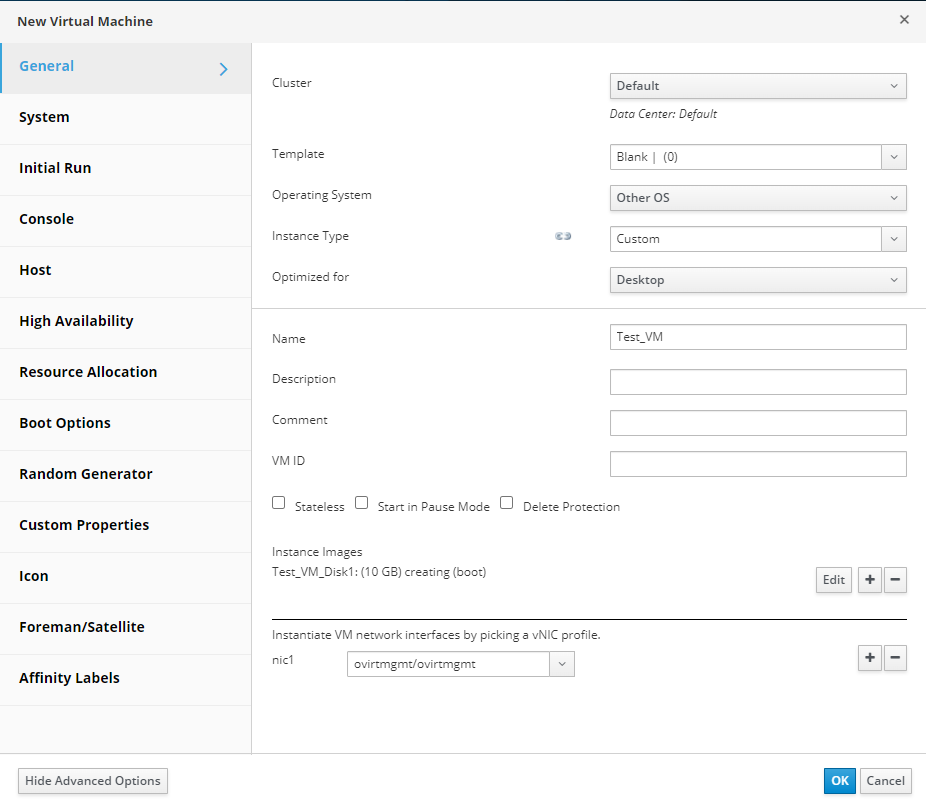 New Virtual Machine
General
System
Initial Run
Console
Host
High Availability
Resource Allocation
Boot Options
Random Generator
Custom Properties
Icon
Foreman/Satellite
Affinity Labels
Cluster
Default
Data Center: Default
Template
Blank | (0)
Operating System
Other OS
Instance Type
Custom
Optimized for
Desktop
Name
Test_VM
Description
Comment
VM ID
Stateless Start in Pause Mode Delete Protection
Instance Images
Test_VM_Disk1: (10 GB) creating (boot)
Edit + −
Instantiate VM network interfaces by picking a vNIC profile.
nic1 ovirtmgmt/ovirtmgmt + −
Hide Advanced Options
OK Cancel